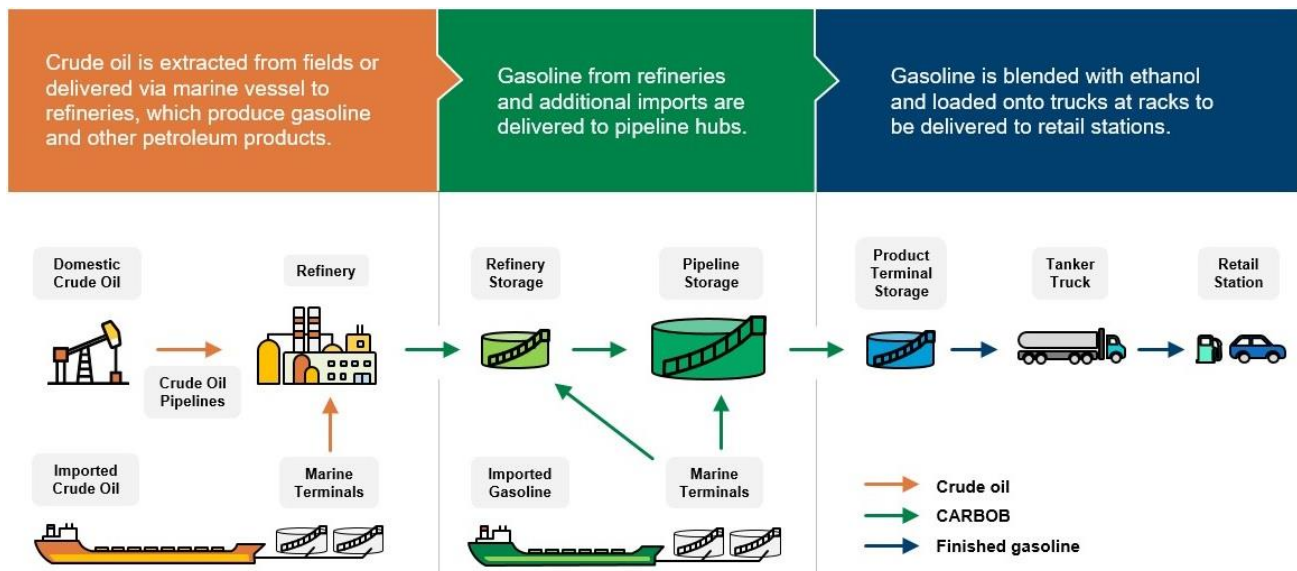 Crude oil is extracted from fields or
delivered via marine vessel to
refineries, which produce gasoline
and other petroleum products.
Gasoline from refineries
and additional imports are
delivered to pipeline hubs.
Gasoline is blended with ethanol
and loaded onto trucks at racks to
be delivered to retail stations.
Domestic
Crude Oil
Refinery
Crude Oil
Pipelines
Imported
Crude Oil
Marine
Terminals
Refinery
Storage
Pipeline
Storage
Imported
Gasoline
Marine
Terminals
Product
Terminal
Storage
Tanker
Truck
Retail
Station
Crude oil
CARBOB
Finished gasoline